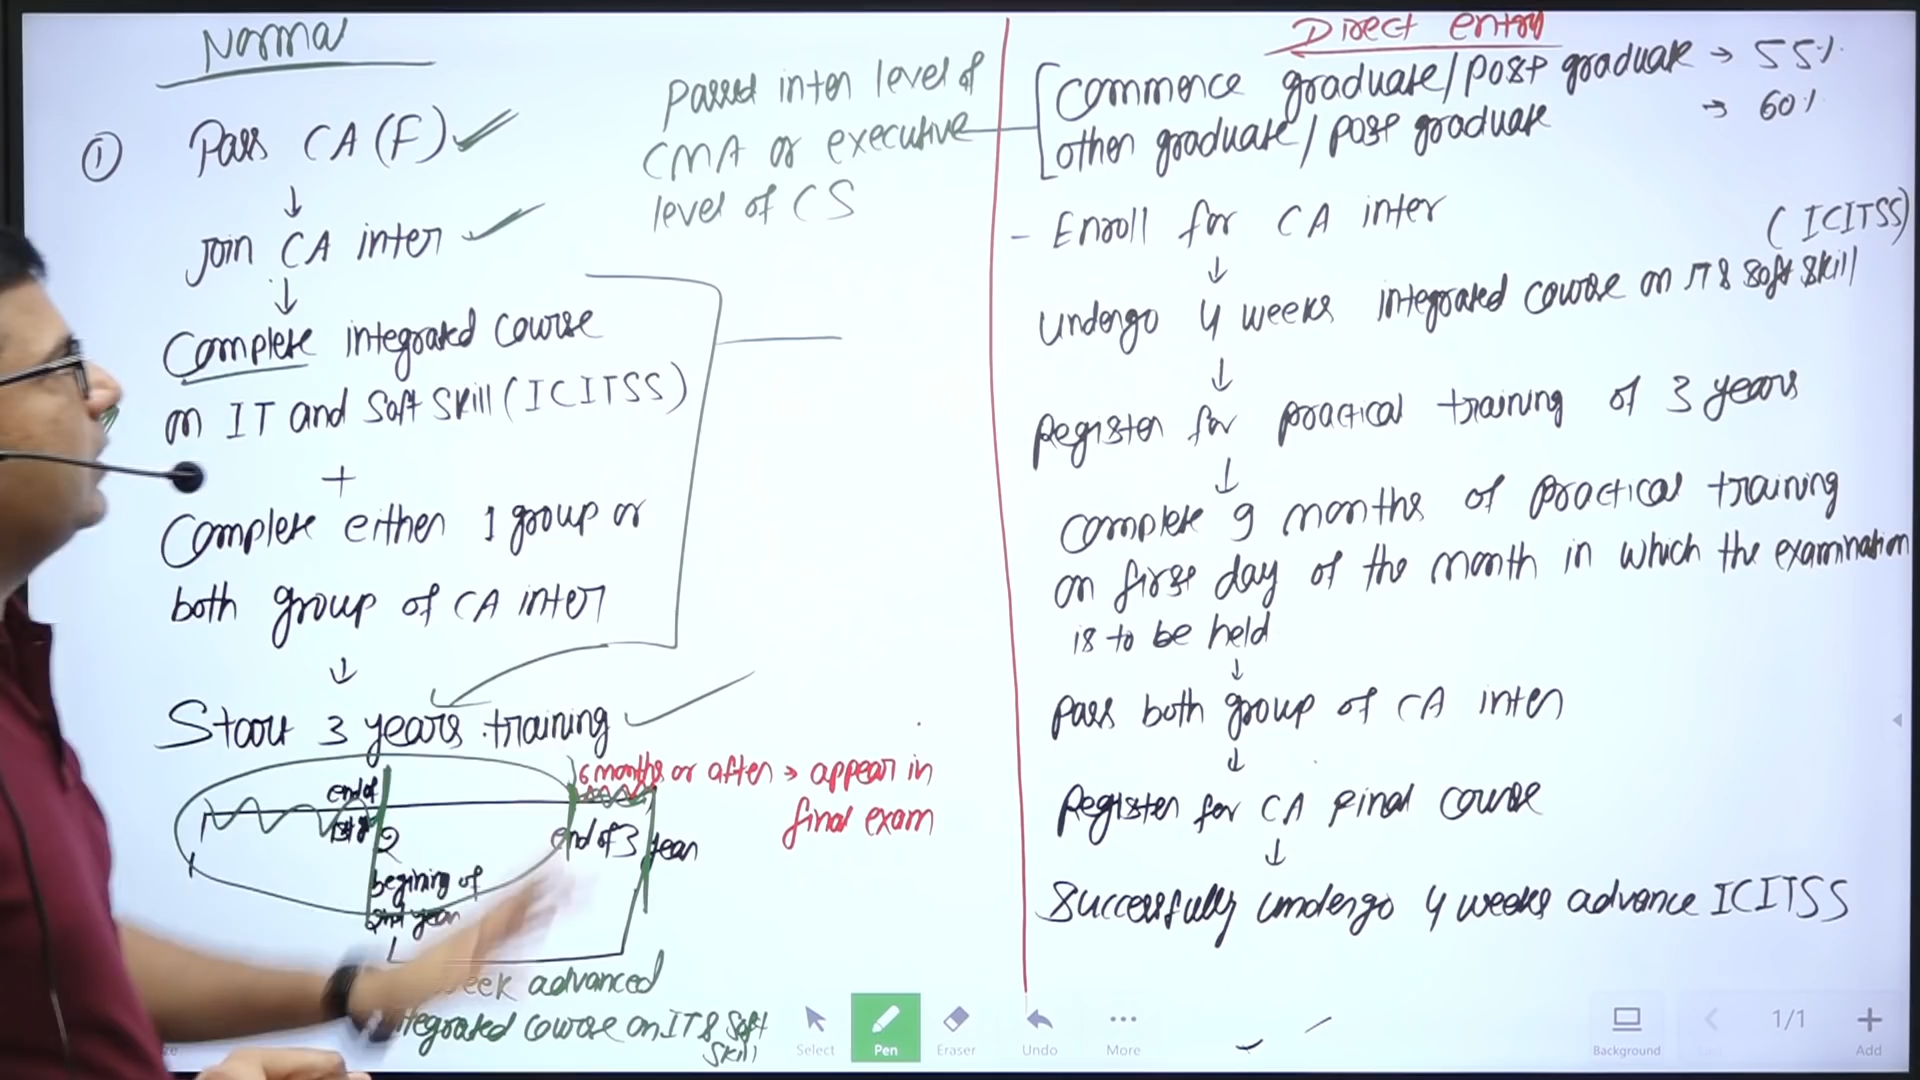 Normal
① Pass CA (F)
↓
Join CA inter
↓
Complete integrated course
on IT and Soft Skill (ICITSS)
+
Complete either 1 group or
both group of CA inter
↓
Start 3 years training
end of
1st yr
2
begining of
2nd year
end of 3 year
6 months or after → appear in
final exam
week advanced
integrated course on IT & Soft
Skill
Passed inter level of
CMA or executive
level of CS
Direct entry
Commerce graduate/post graduate → 55%
other graduate/post graduate → 60%
- Enroll for CA inter
↓
(ICITSS)
undergo 4 weeks integrated course on IT & Soft Skill
↓
Register for practical training of 3 years
↓
Complete 9 months of practical training
on first day of the month in which the examination
is to be held
↓
Pass both group of CA inter
↓
Register for CA final course
↓
Successfully undergo 4 weeks advance ICITSS
Select
Pen
Eraser
Undo
More
Background
1/1
Add